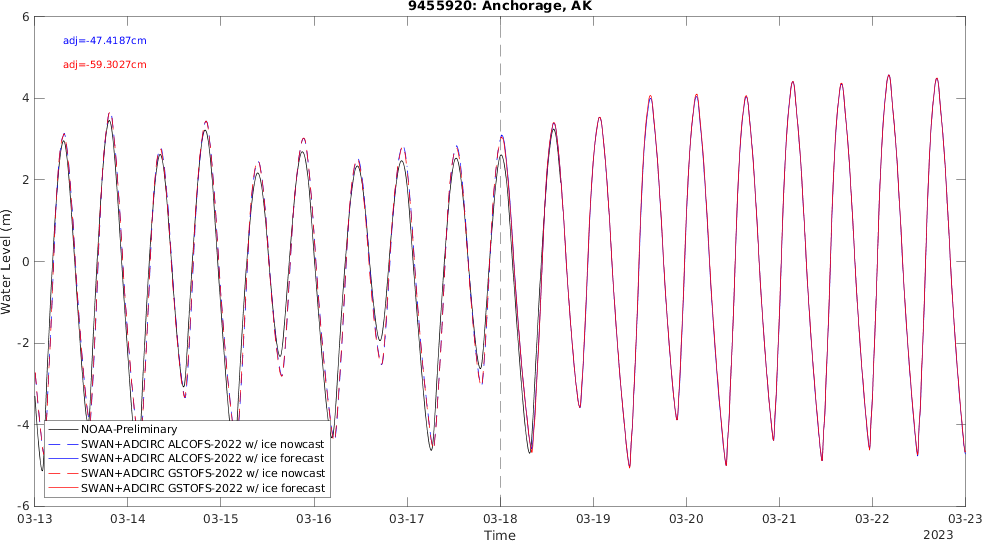 9455920: Anchorage, AK
6
adj=-47.4187cm
adj=-59.3027cm
4
2
0
-2
-4
-6
Water Level (m)
NOAA-Preliminary
SWAN+ADCIRC ALCOFS-2022 w/ ice nowcast
SWAN+ADCIRC ALCOFS-2022 w/ ice forecast
SWAN+ADCIRC GSTOFS-2022 w/ ice nowcast
SWAN+ADCIRC GSTOFS-2022 w/ ice forecast
03-13 03-14 03-15 03-16 03-17 03-18 03-19 03-20 03-21 03-22 03-23
Time
2023